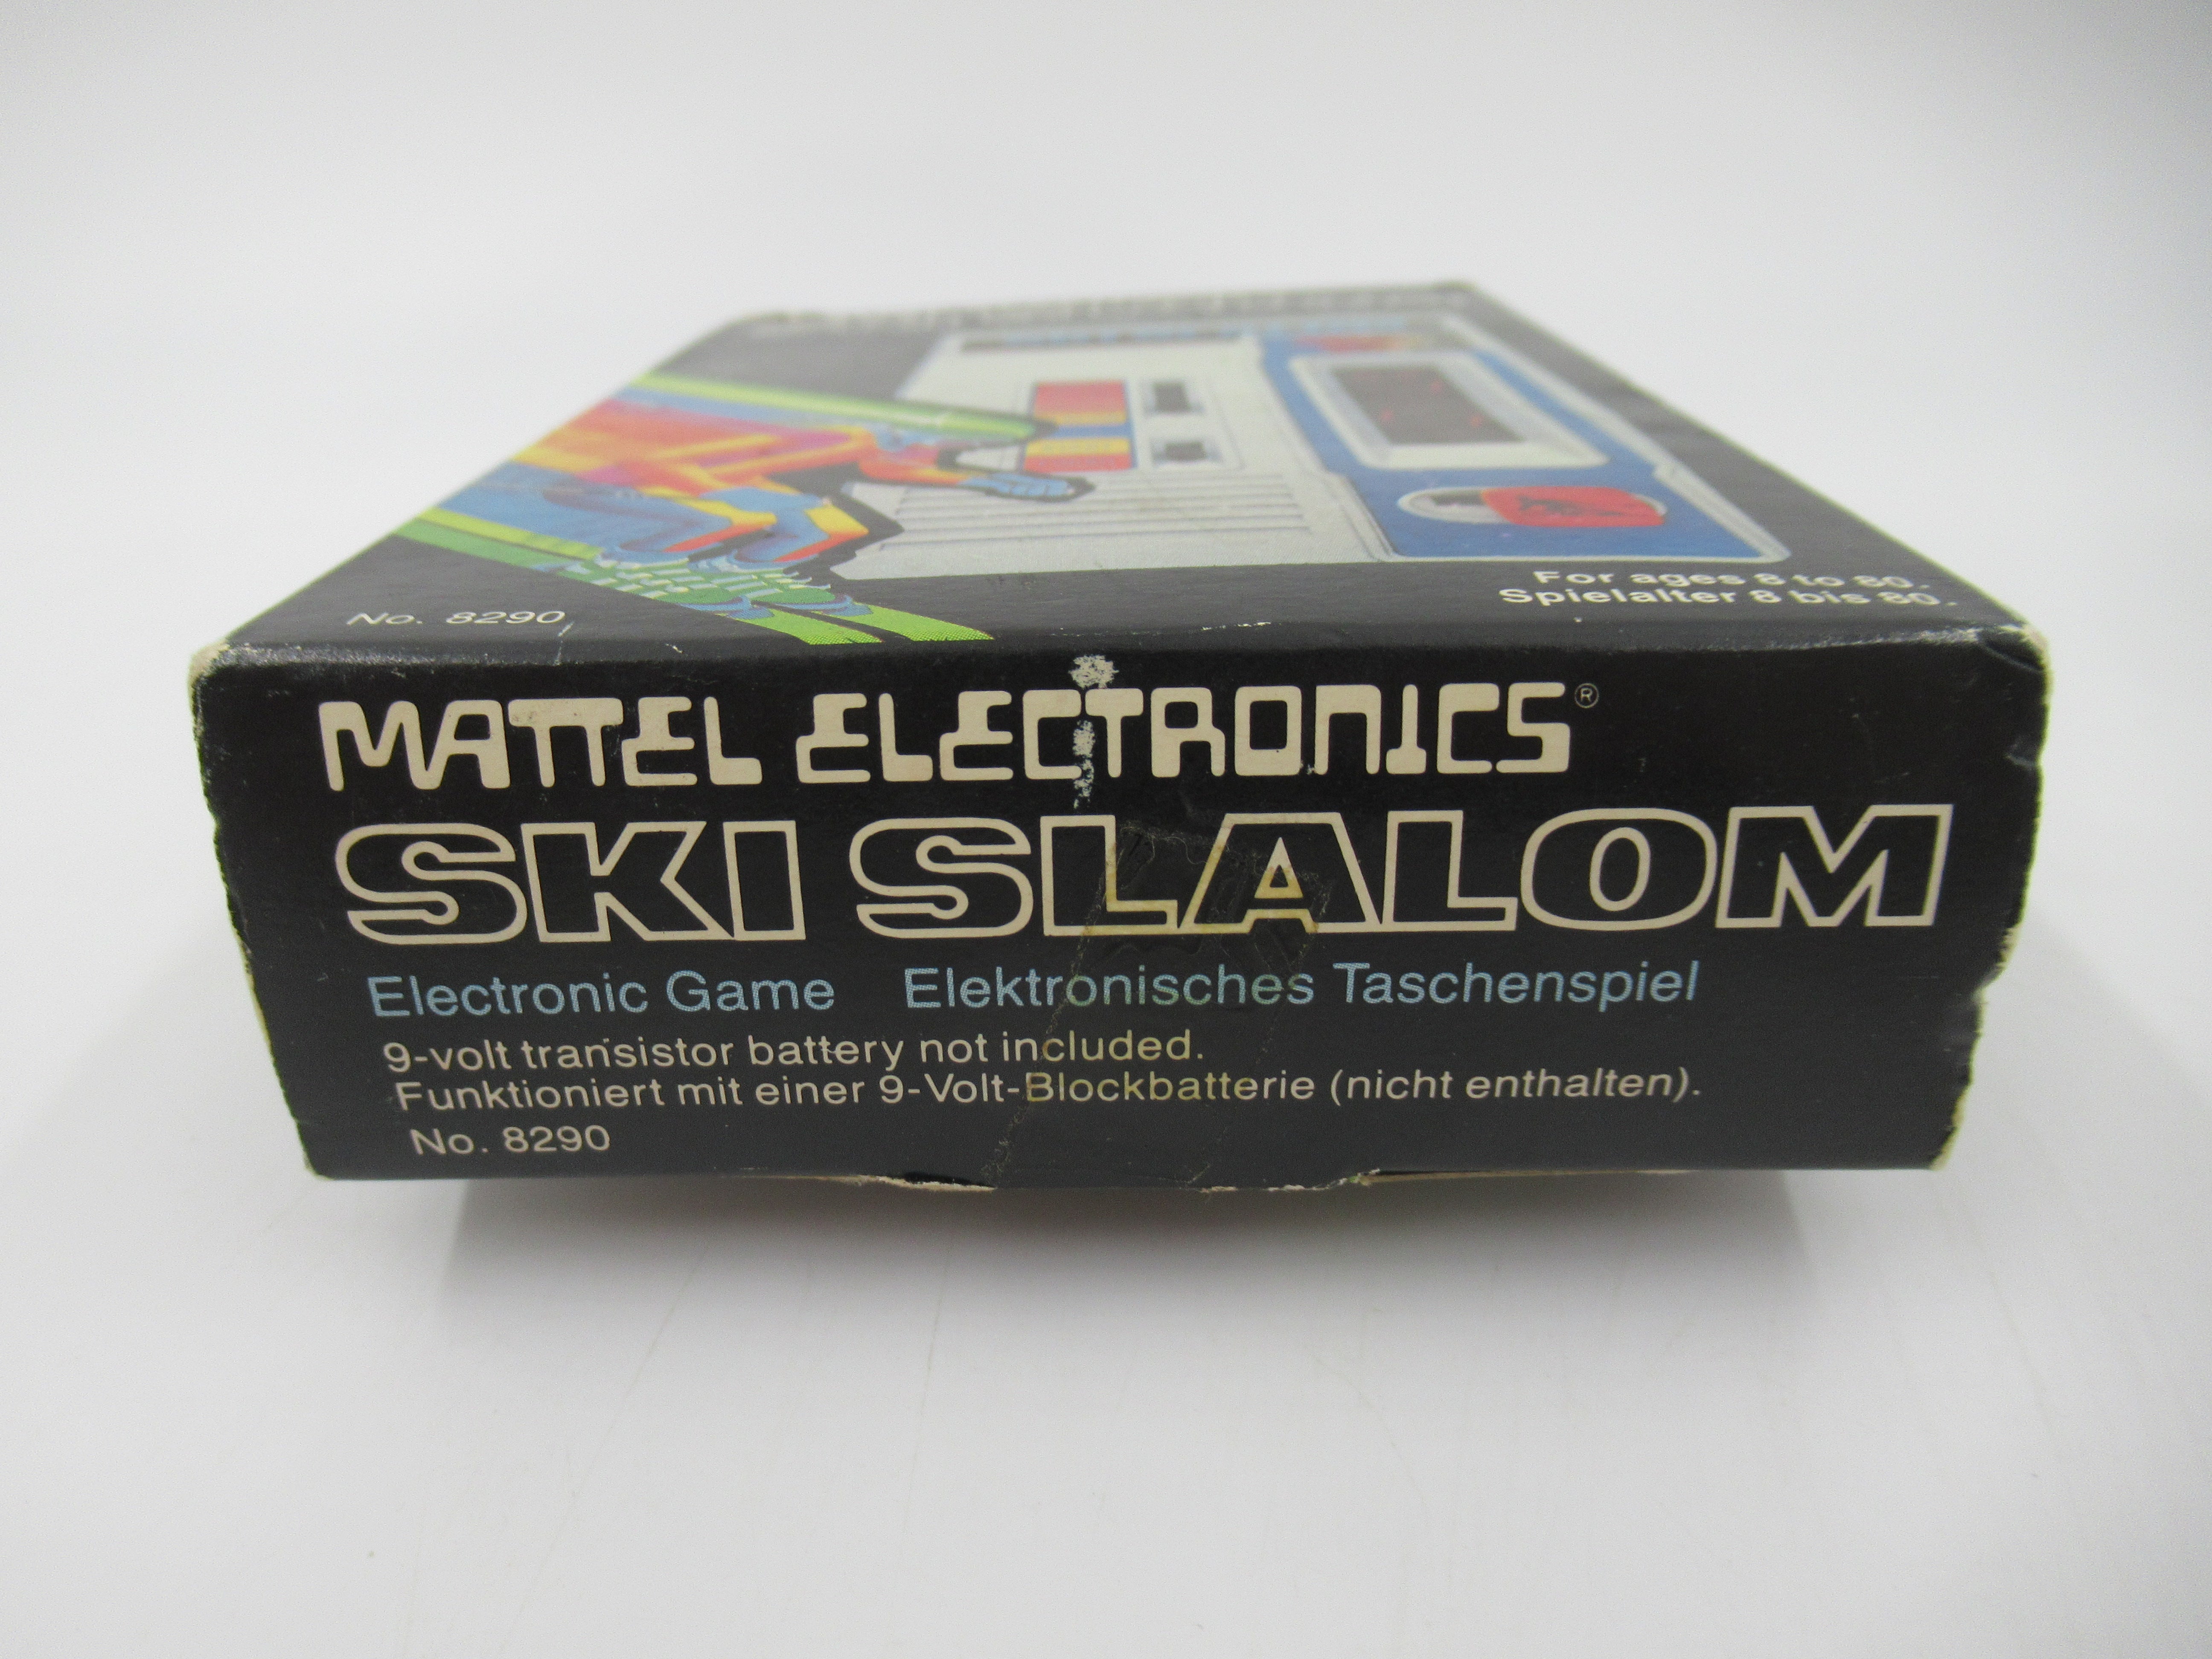 No. 8290
For ages 8 to 80.
Spielalter 8 bis 80.
MATTEL ELECTRONICS®
SKI SLALOM
Electronic Game Elektronisches Taschenspiel
9-volt transistor battery not included.
Funktioniert mit einer 9-Volt-Blockbatterie (nicht enthalten).
No. 8290